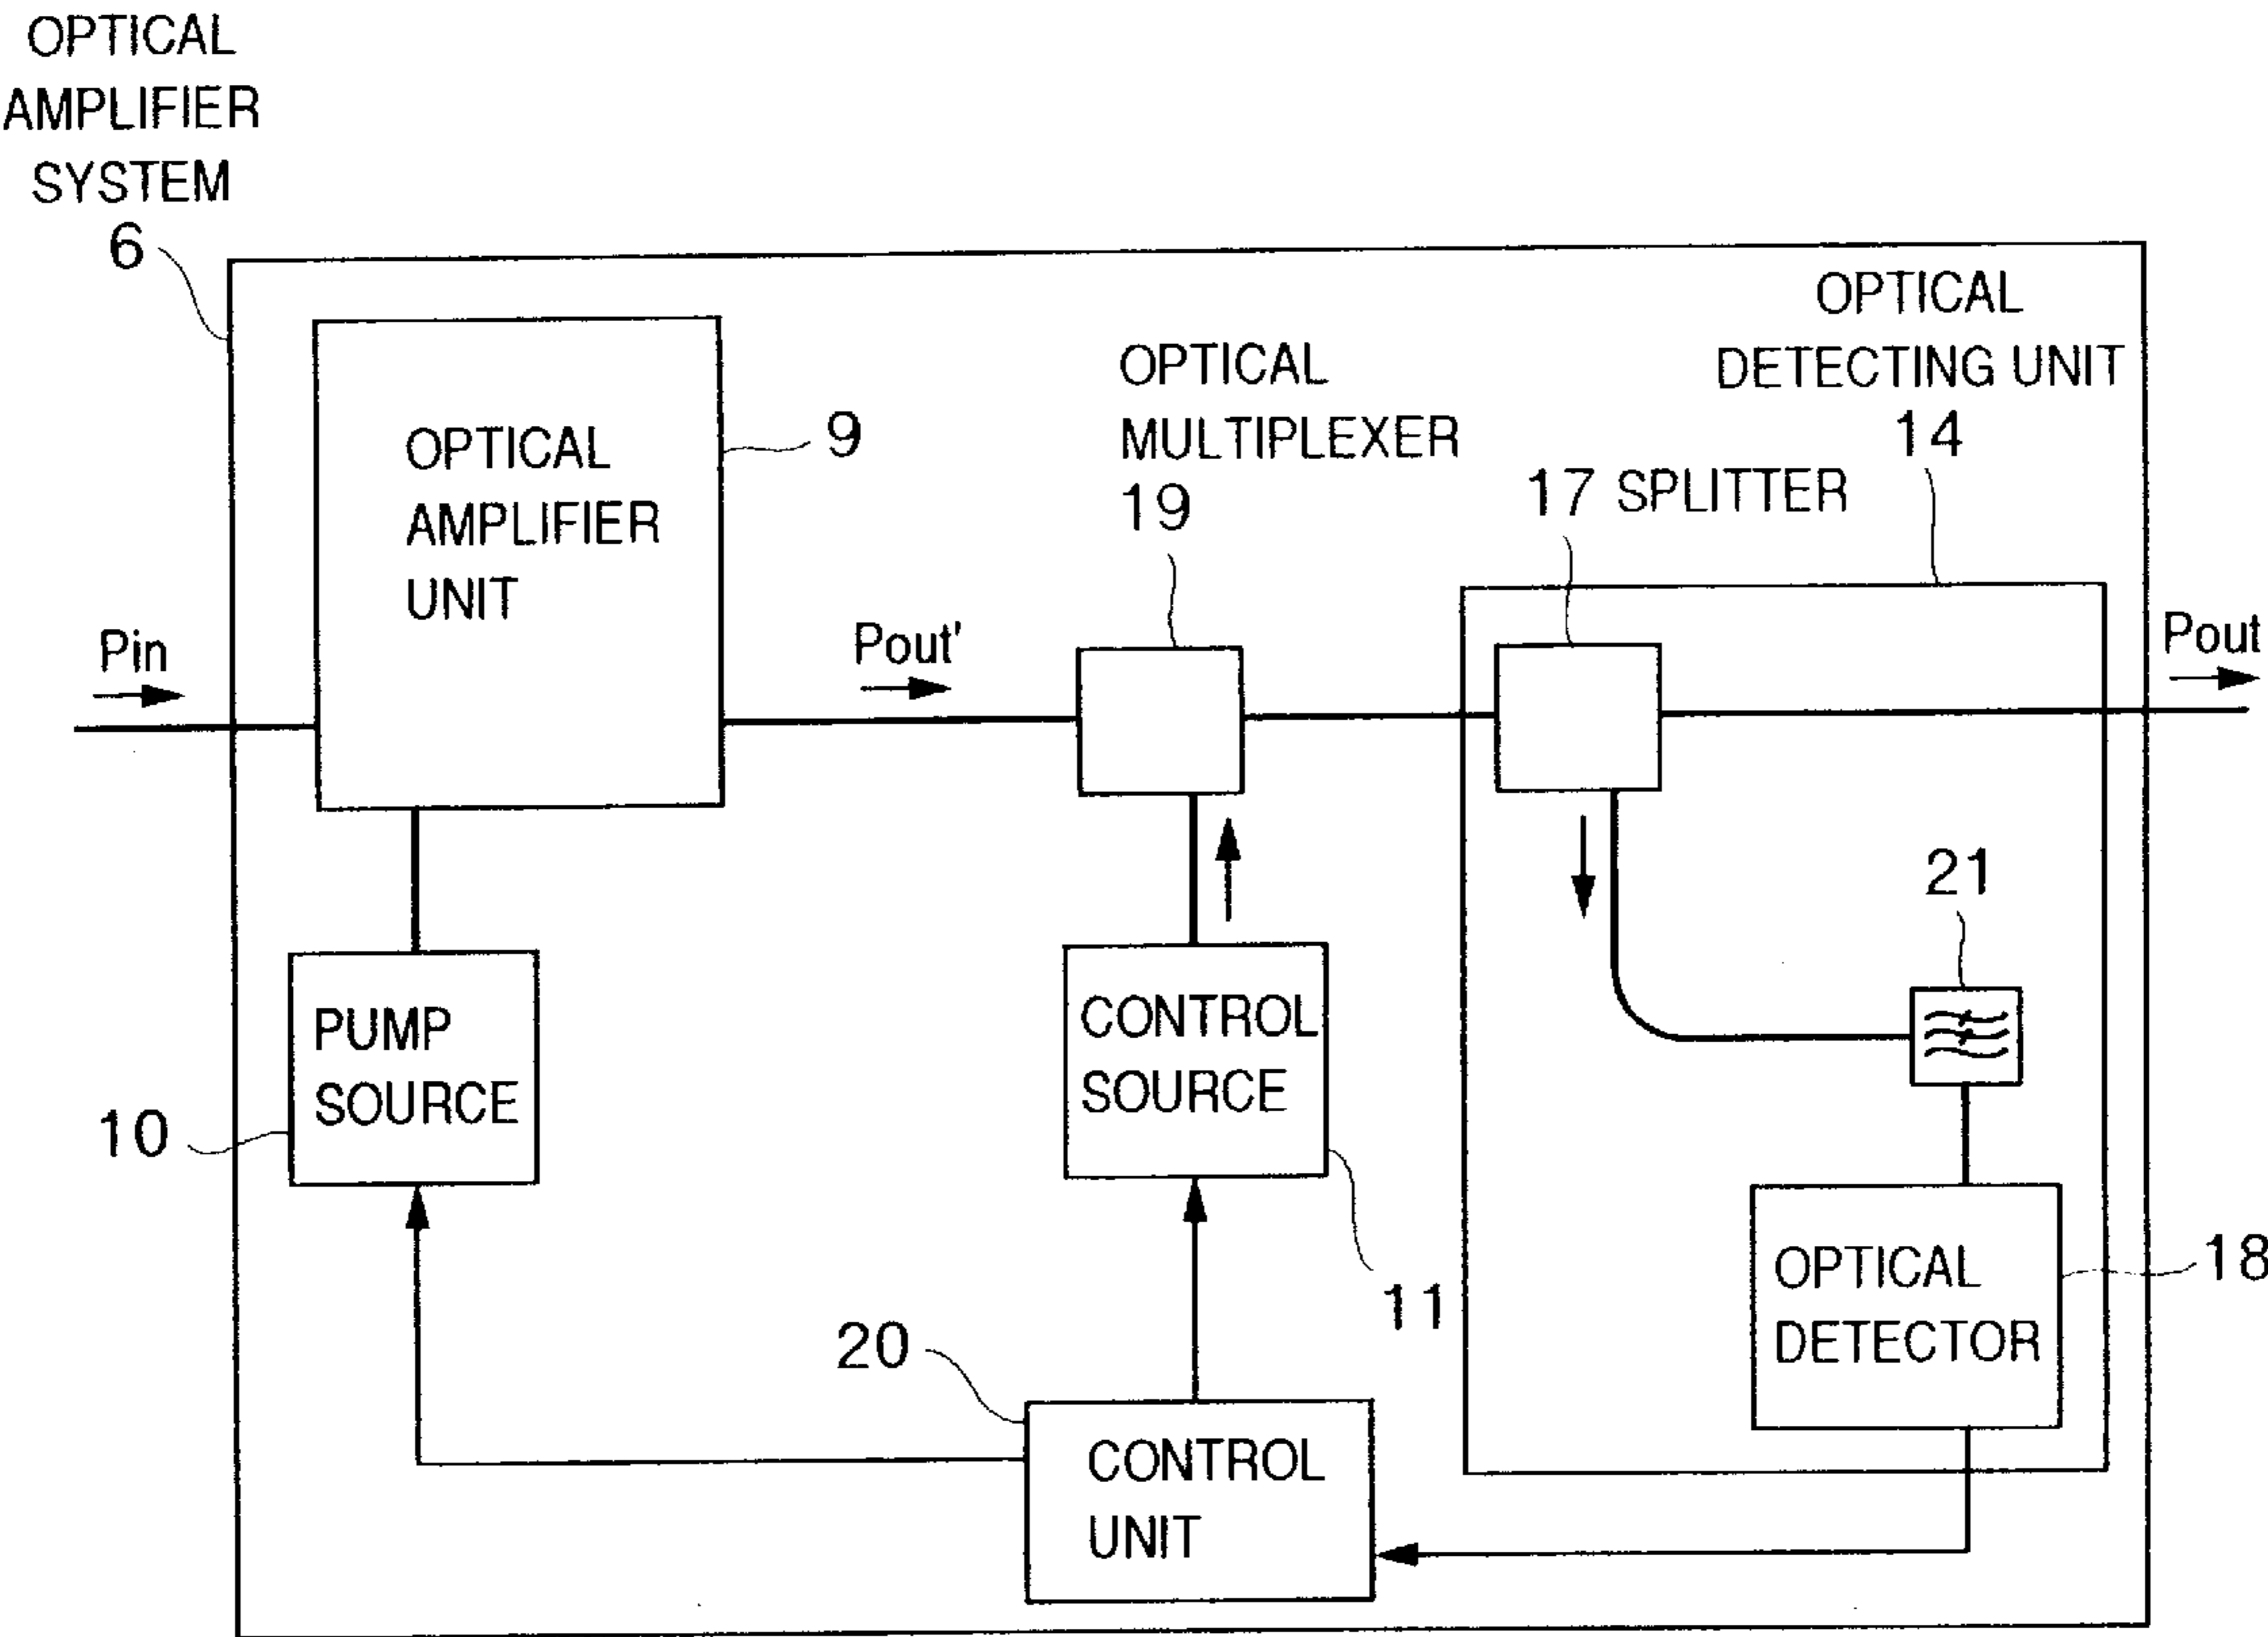 OPTICAL
AMPLIFIER
SYSTEM
6
OPTICAL
DETECTING UNIT
14
OPTICAL
MULTIPLEXER
19
17 SPLITTER
OPTICAL
AMPLIFIER
UNIT
9
Pin
Pout'
Pout
21
PUMP
SOURCE
10
CONTROL
SOURCE
11
OPTICAL
DETECTOR
18
20
CONTROL
UNIT